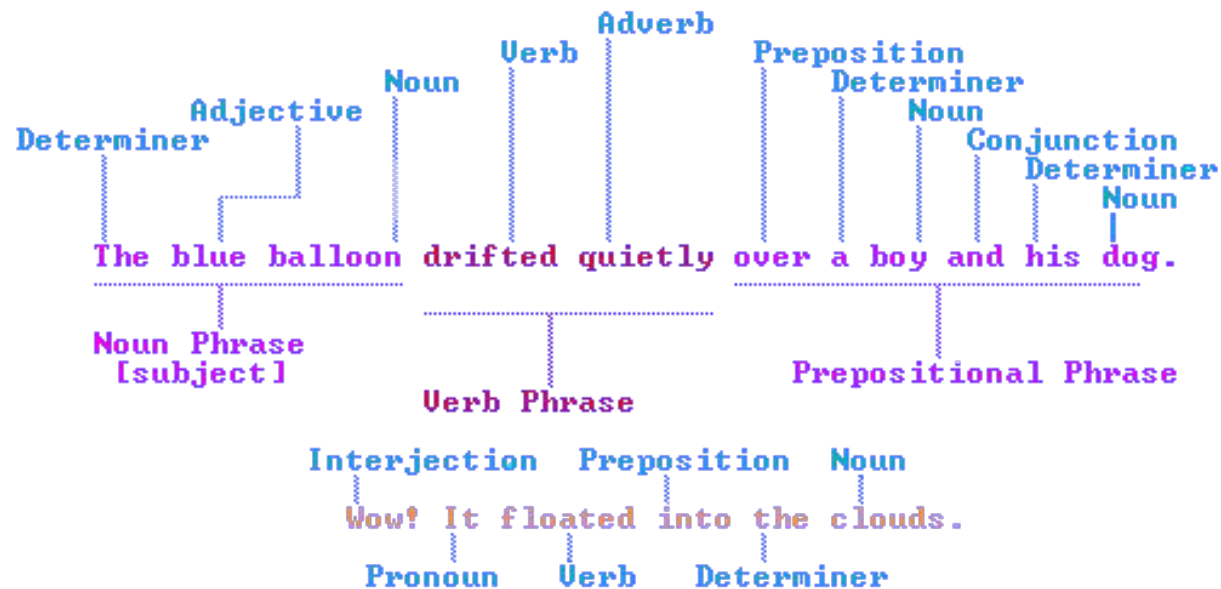 Adverb
Verb Preposition
Noun Determiner
Adjective Noun
Determiner Conjunction
Determiner
Noun
The blue balloon drifted quietly over a boy and his dog.
Noun Phrase
[subject] Prepositional Phrase
Verb Phrase
Interjection Preposition Noun
Wow! It floated into the clouds.
Pronoun Verb Determiner